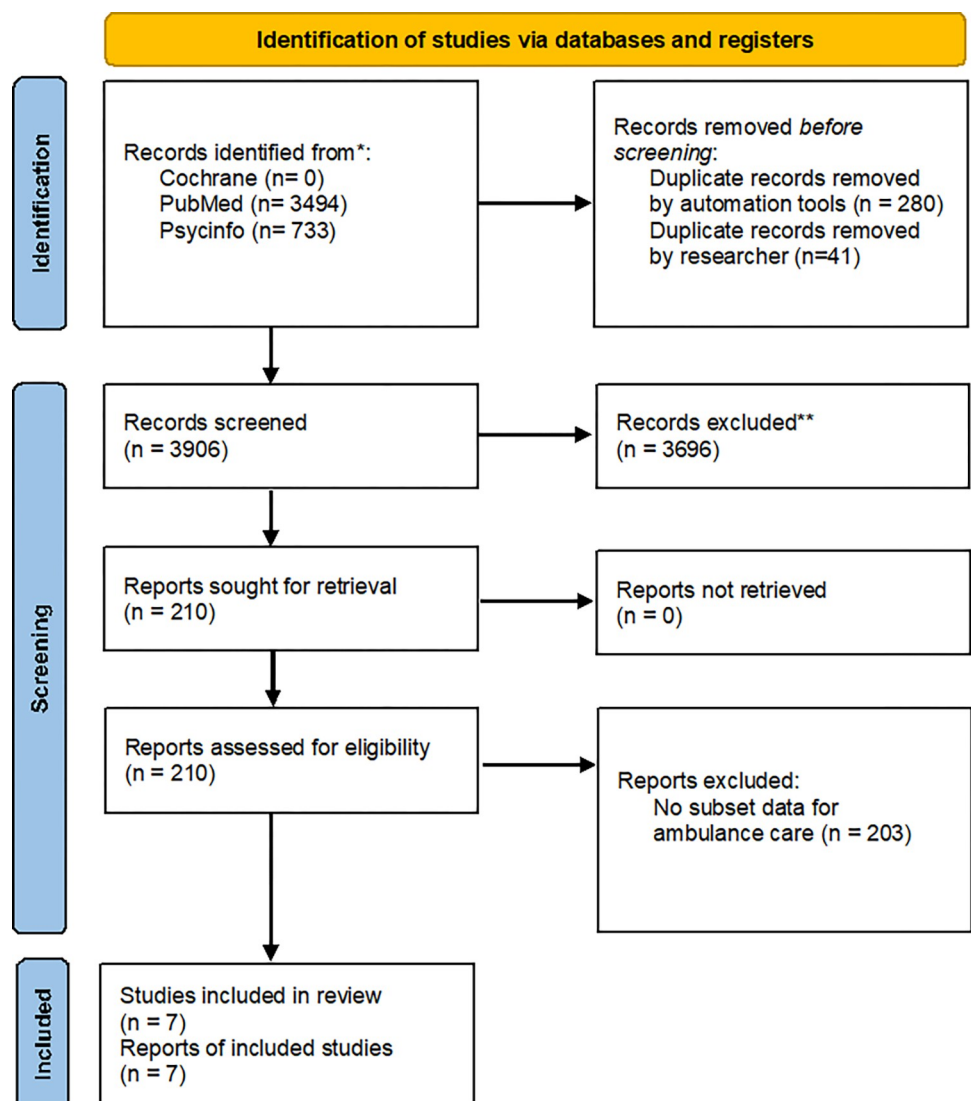 Identification of studies via databases and registers
Identification
Records identified from*:
Cochrane (n= 0)
PubMed (n= 3494)
Psycinfo (n= 733)
Records removed before
screening:
Duplicate records removed
by automation tools (n = 280)
Duplicate records removed
by researcher (n=41)
Screening
Records screened
(n = 3906)
Records excluded**
(n = 3696)
Reports sought for retrieval
(n = 210)
Reports not retrieved
(n = 0)
Reports assessed for eligibility
(n = 210)
Reports excluded:
No subset data for
ambulance care (n = 203)
Included
Studies included in review
(n = 7)
Reports of included studies
(n = 7)